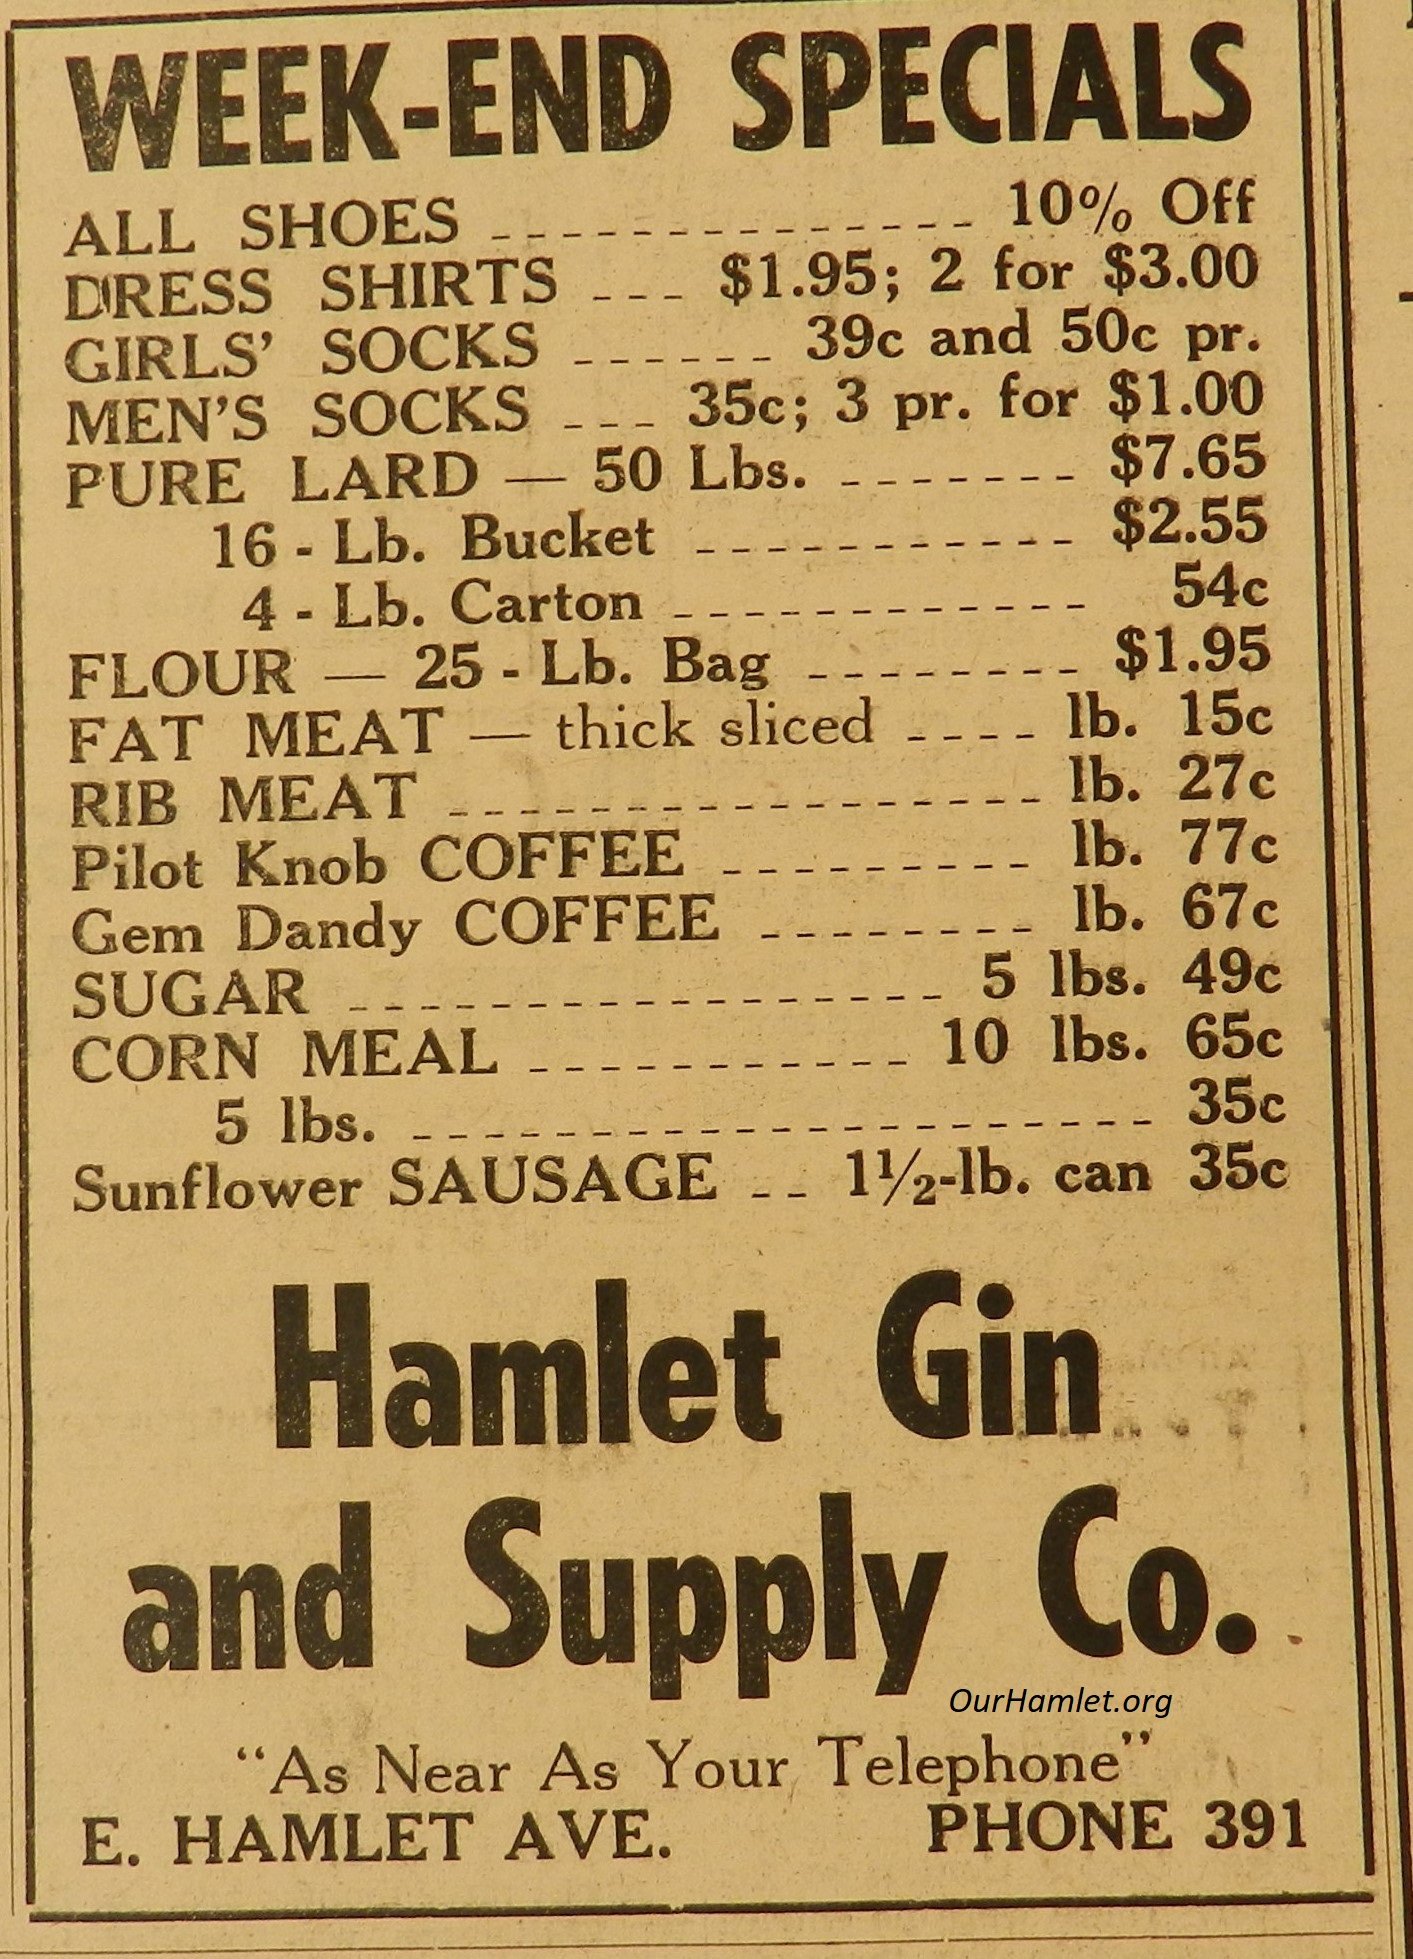 WEEK-END SPECIALS
ALL SHOES -------------- 10% Off
DRESS SHIRTS --- $1.95; 2 for $3.00
GIRLS' SOCKS ------ 39c and 50c pr.
MEN'S SOCKS --- 35c; 3 pr. for $1.00
PURE LARD — 50 Lbs. ------- $7.65
16 - Lb. Bucket ----------- $2.55
4 - Lb. Carton ------------ 54c
FLOUR — 25 - Lb. Bag -------- $1.95
FAT MEAT — thick sliced ---- lb. 15c
RIB MEAT ----------------- lb. 27c
Pilot Knob COFFEE --------- lb. 77c
Gem Dandy COFFEE -------- lb. 67c
SUGAR ----------------- 5 lbs. 49c
CORN MEAL ----------- 10 lbs. 65c
5 lbs. --------------------- 35c
Sunflower SAUSAGE -- 1½-lb. can 35c
Hamlet Gin
and Supply Co.
OurHamlet.org
"As Near As Your Telephone"
E. HAMLET AVE. PHONE 391